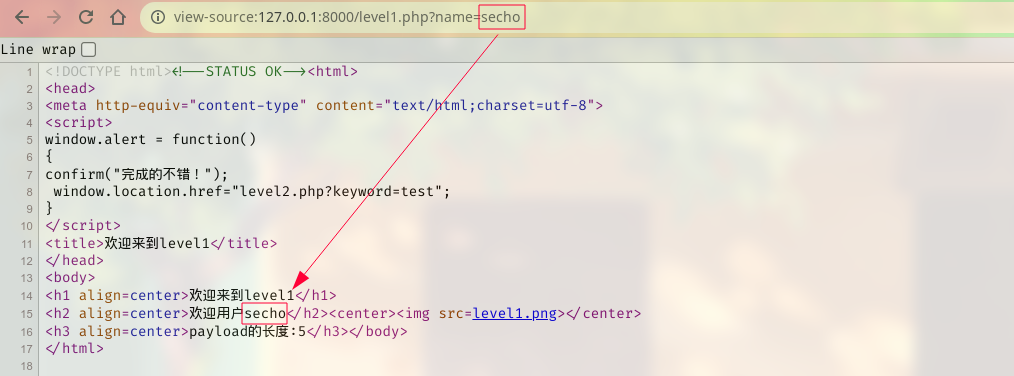 view-source:127.0.0.1:8000/level1.php?name=secho
Line wrap
1 <!DOCTYPE html><!--STATUS OK--><html>
2 <head>
3 <meta http-equiv="content-type" content="text/html;charset=utf-8">
4 <script>
5 window.alert = function()
6 {
7 confirm("完成的不错！");
8  window.location.href="level2.php?keyword=test";
9 }
10 </script>
11 <title>欢迎来到level1</title>
12 </head>
13 <body>
14 <h1 align=center>欢迎来到level1</h1>
15 <h2 align=center>欢迎用户secho</h2><center><img src=level1.png></center>
16 <h3 align=center>payload的长度:5</h3></body>
17 </html>
18